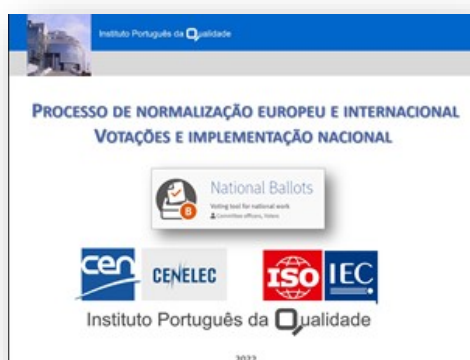 Instituto Português da Qualidade
PROCESSO DE NORMALIZAÇÃO EUROPEU E INTERNACIONAL
VOTAÇÕES E IMPLEMENTAÇÃO NACIONAL
National Ballots
Voting tool for national work
Committee officers, Voters
B
cen
CENELEC
ISO
IEC
Instituto Português da Qualidade
2022